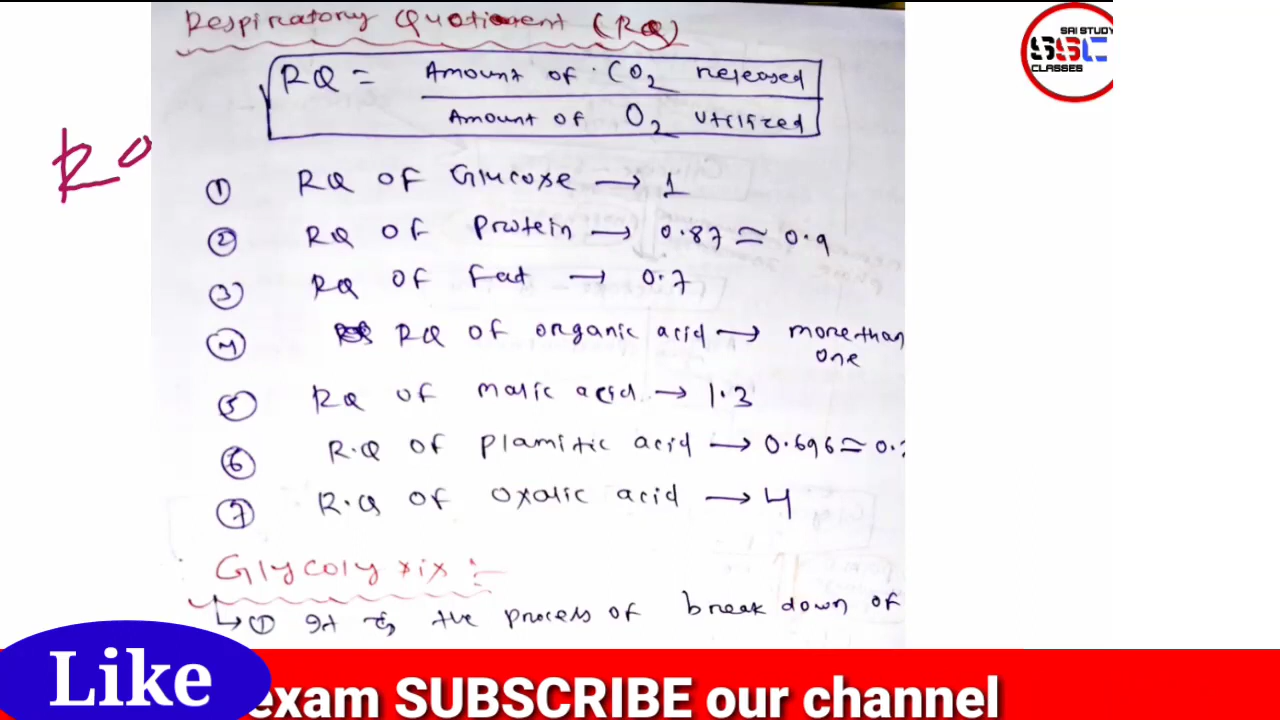 Respiratory Quotient (RQ)
SAI STUDY
SSC
CLASSES
RQ = Amount of CO2 released
Amount of O2 utilized
RQ
① RQ of Glucose → 1
② RQ of protein → 0.87 ≃ 0.9
③ RQ of fat → 0.7
④ RQ of organic acid → more than
one
⑤ RQ of malic acid → 1.3
⑥ R.Q of plamitic acid → 0.696 ≃ 0.
⑦ R.Q of oxalic acid → 4
Glycolysis :-
↳ ① It is the process of break down of
Like
exam SUBSCRIBE our channel